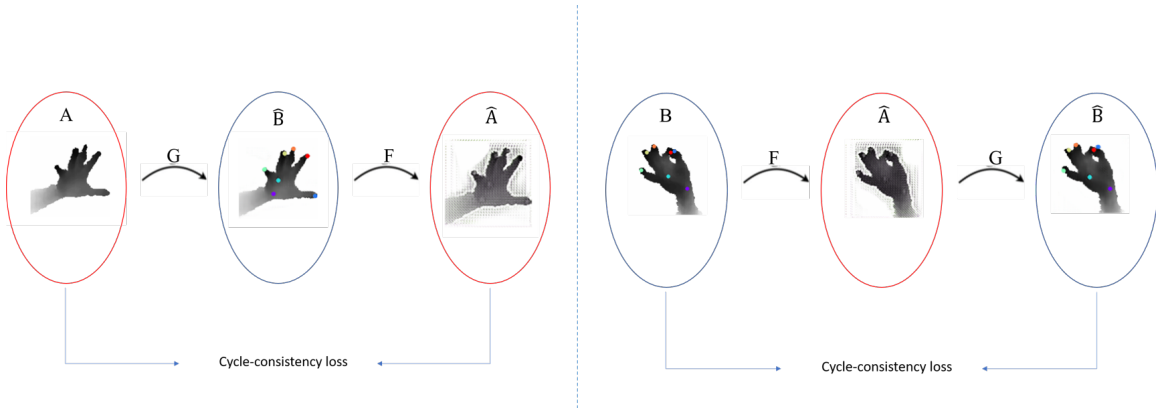 A
G
B̂
F
Â
Cycle-consistency loss
B
F
Â
G
B̂
Cycle-consistency loss